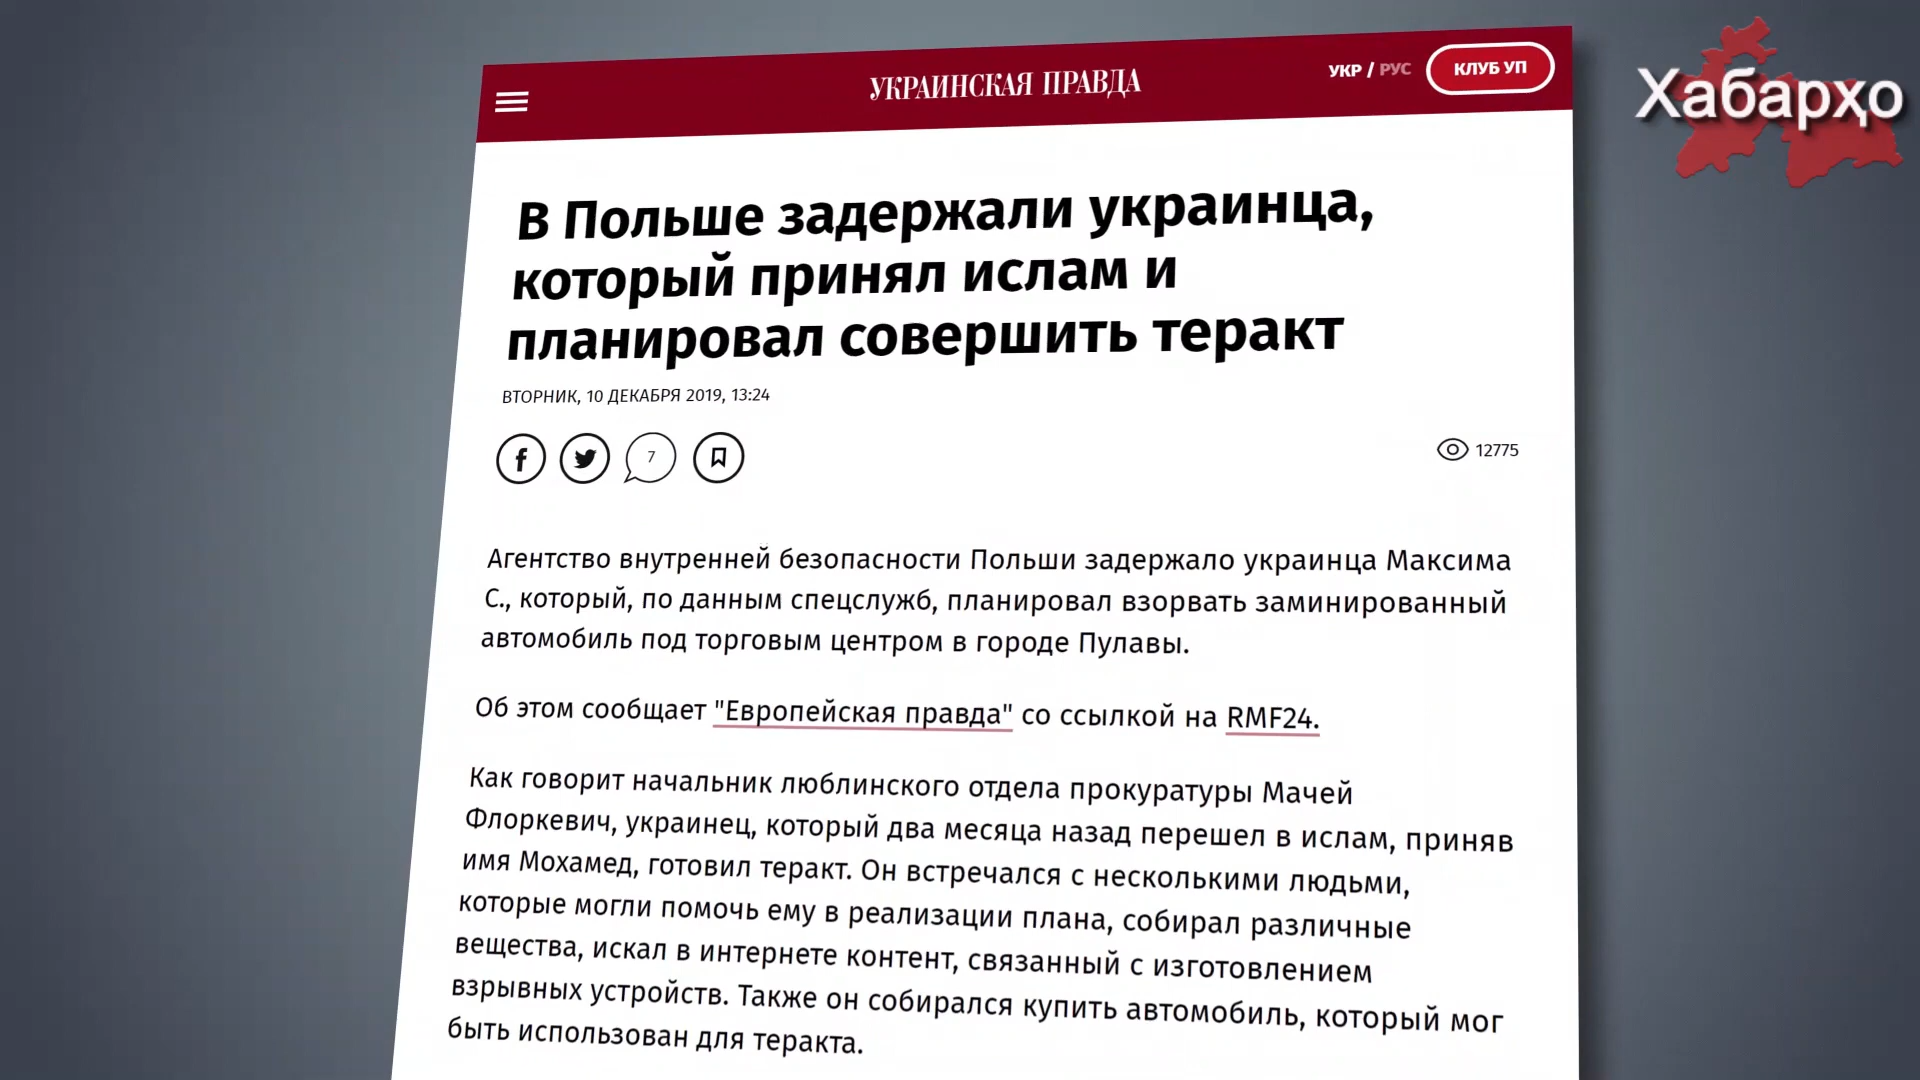 УКРАИНСКАЯ ПРАВДА
УКР / РУС
КЛУБ УП
Хабарҳо
В Польше задержали украинца,
который принял ислам и
планировал совершить теракт
ВТОРНИК, 10 ДЕКАБРЯ 2019, 13:24
7
12775
Агентство внутренней безопасности Польши задержало украинца Максима
С., который, по данным спецслужб, планировал взорвать заминированный
автомобиль под торговым центром в городе Пулавы.
Об этом сообщает "Европейская правда" со ссылкой на RMF24.
Как говорит начальник люблинского отдела прокуратуры Мачей
Флоркевич, украинец, который два месяца назад перешел в ислам, приняв
имя Мохамед, готовил теракт. Он встречался с несколькими людьми,
которые могли помочь ему в реализации плана, собирал различные
вещества, искал в интернете контент, связанный с изготовлением
взрывных устройств. Также он собирался купить автомобиль, который мог
быть использован для теракта.